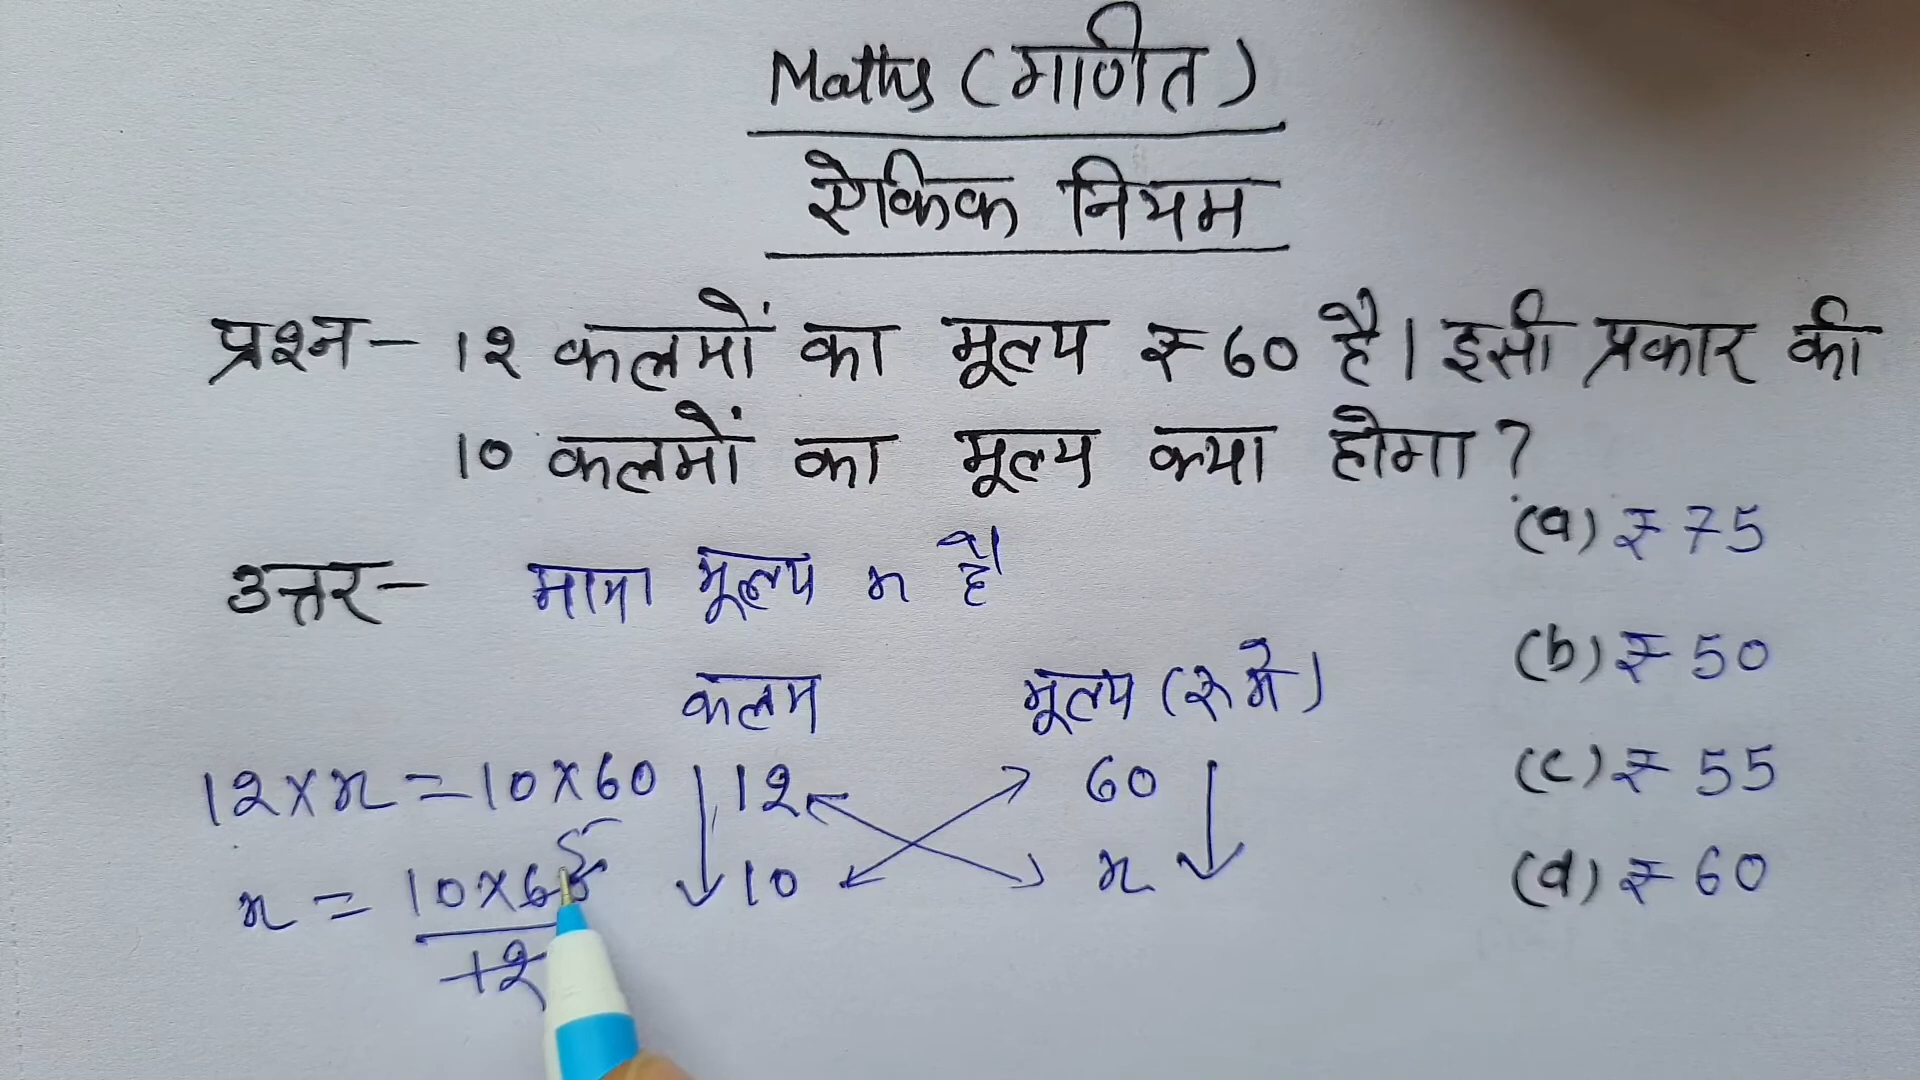 Maths (गणित)
ऐकिक नियम
प्रश्न- 12 कलमों का मूल्य ₹ 60 है। इसी प्रकार की
10 कलमों का मूल्य क्या होगा?
(a) ₹ 75
उत्तर- माना मूल्य x है
(b) ₹ 50
कलम मूल्य (रु में)
12×x=10×60 12 60
(c) ₹ 55
x = 10×60 5 10 x
12
(d) ₹ 60